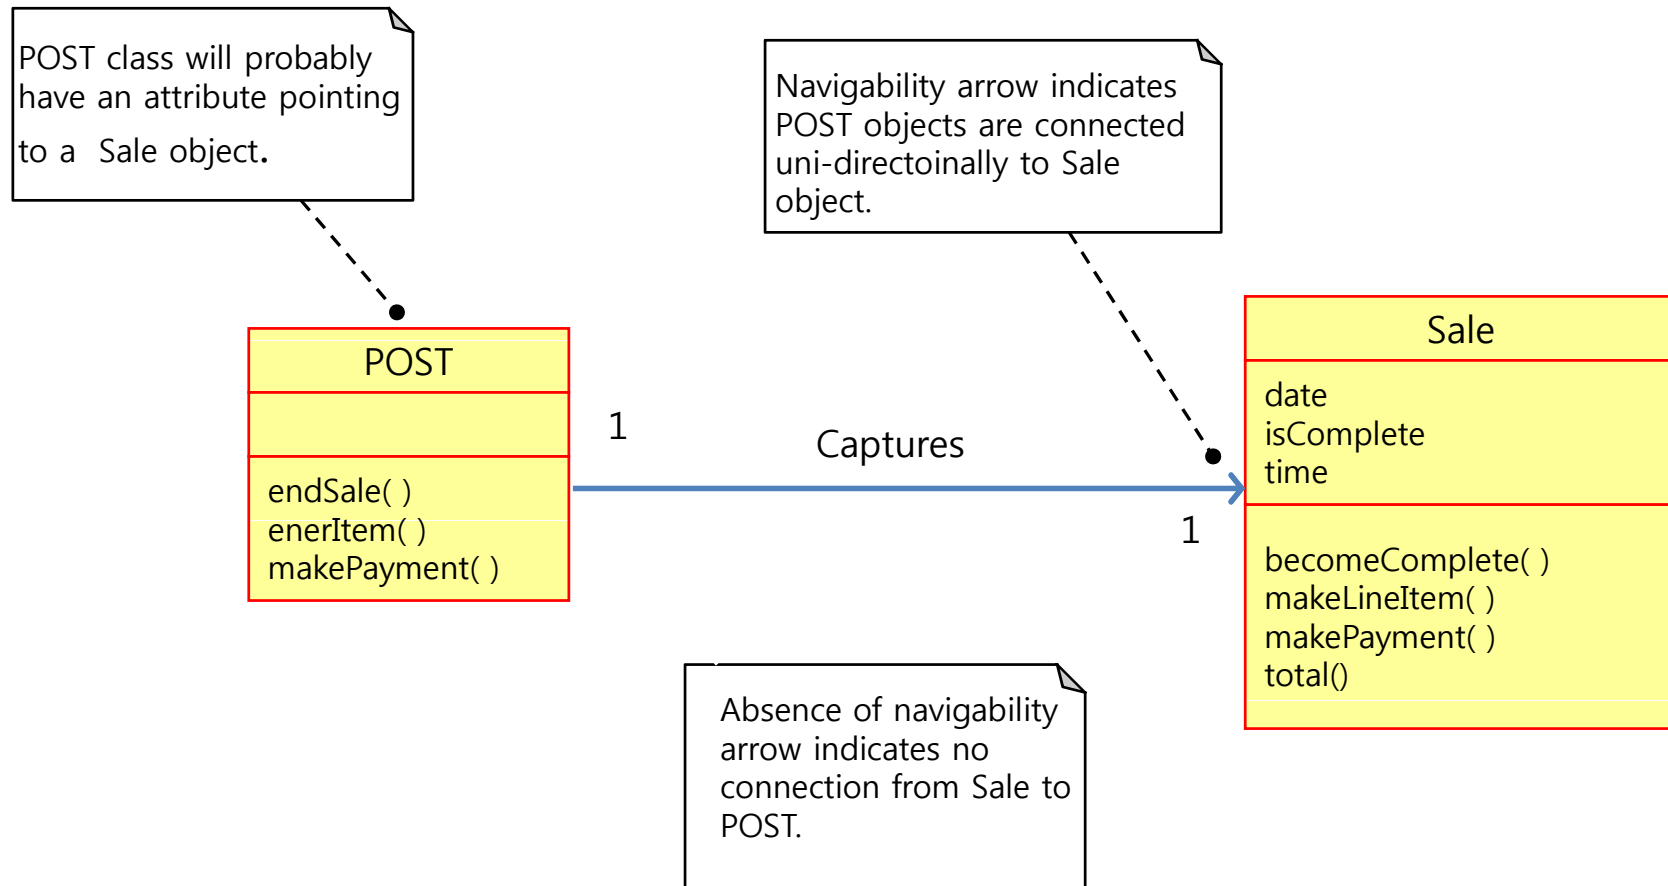 POST class will probably
have an attribute pointing
to a Sale object.
Navigability arrow indicates
POST objects are connected
uni-directoinally to Sale
object.
POST
endSale( )
enerItem( )
makePayment( )
1
Captures
1
Sale
date
isComplete
time
becomeComplete( )
makeLineItem( )
makePayment( )
total()
Absence of navigability
arrow indicates no
connection from Sale to
POST.